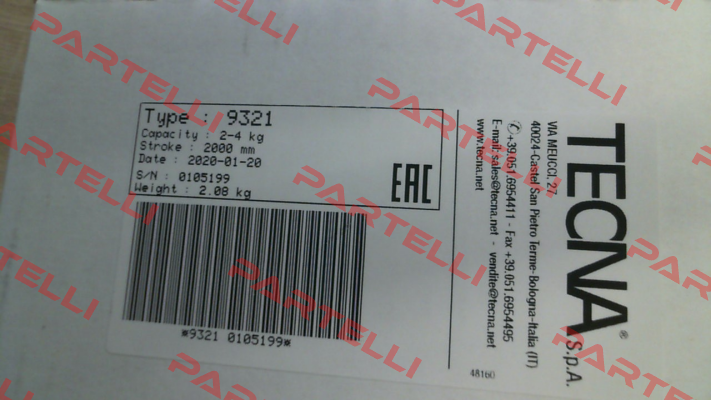 Type : 9321
Capacity : 2-4 kg
Stroke : 2000 mm
Date : 2020-01-20
S/N : 0105199
Weight : 2.08 kg
EAC
*9321 0105199*
TECNA® S.p.A.
VIA MEUCCI, 27
40024-Castel San Pietro Terme-Bologna-Italia (IT)
✆+39.051.6954411 - Fax +39.051.6954495
E-mail: sales@tecna.net - vendite@tecna.net
www.tecna.net
48160
PARTELLI
PARTELLI
PARTELLI
PARTELLI
PARTELLI
PARTELLI
PARTELLI
PARTELLI
PARTELLI